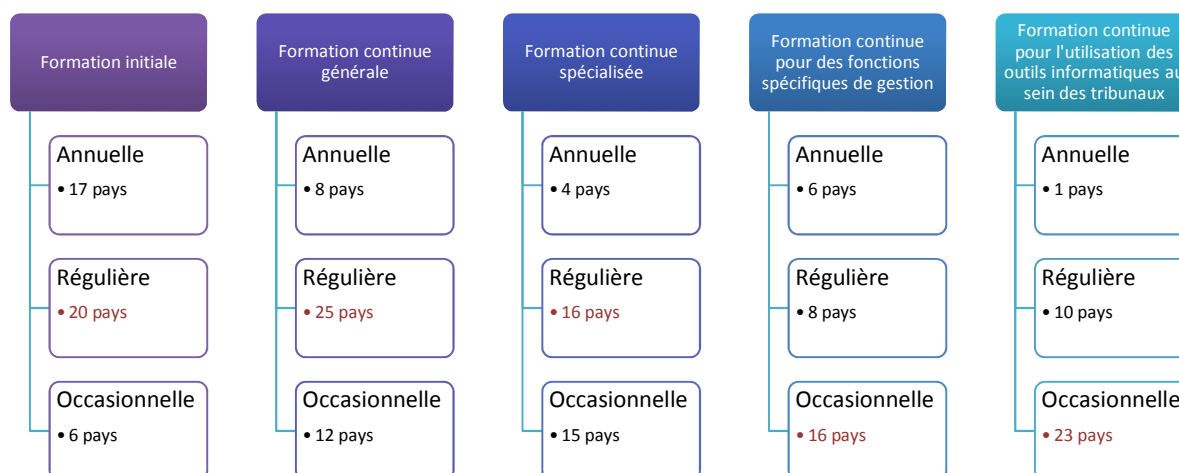 Formation initiale
Annuelle
• 17 pays
Régulière
• 20 pays
Occasionnelle
• 6 pays
Formation continue
générale
Annuelle
• 8 pays
Régulière
• 25 pays
Occasionnelle
• 12 pays
Formation continue
spécialisée
Annuelle
• 4 pays
Régulière
• 16 pays
Occasionnelle
• 15 pays
Formation continue
pour des fonctions
spécifiques de gestion
Annuelle
• 6 pays
Régulière
• 8 pays
Occasionnelle
• 16 pays
Formation continue
pour l'utilisation des
outils informatiques au
sein des tribunaux
Annuelle
• 1 pays
Régulière
• 10 pays
Occasionnelle
• 23 pays